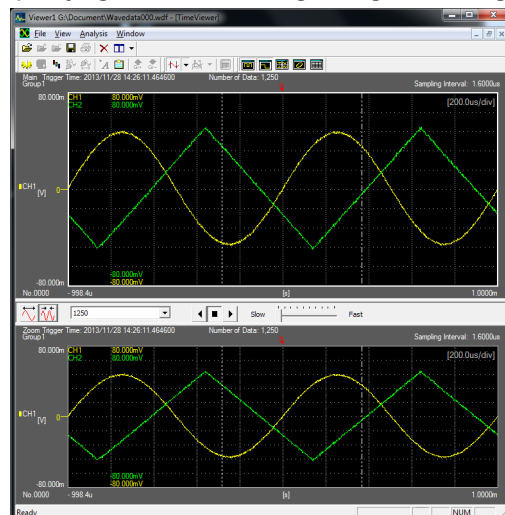 Viewer1 G:\Document\Wavedata000.wdf - [TimeViewer]
File View Analysis Window
Main Trigger Time: 2013/11/28 14:26:11.464600 Number of Data: 1,250 Sampling Interval: 1.6000us
Group1
80.000m CH1 80.000mV [200.0us/div]
CH2 80.000mV
CH1 [V] 0
-80.000mV
-80.000m -80.000mV
No.0000 -998.4u [s] 1.0000m
1250 Slow Fast
Zoom Trigger Time: 2013/11/28 14:26:11.464600 Number of Data: 1,250 Sampling Interval: 1.6000us
Group1
80.000m CH1 80.000mV [200.0us/div]
CH2 80.000mV
CH1 [V] 0
-80.000mV
-80.000m -80.000mV
No.0000 -998.4u [s] 1.0000m
Ready NUM